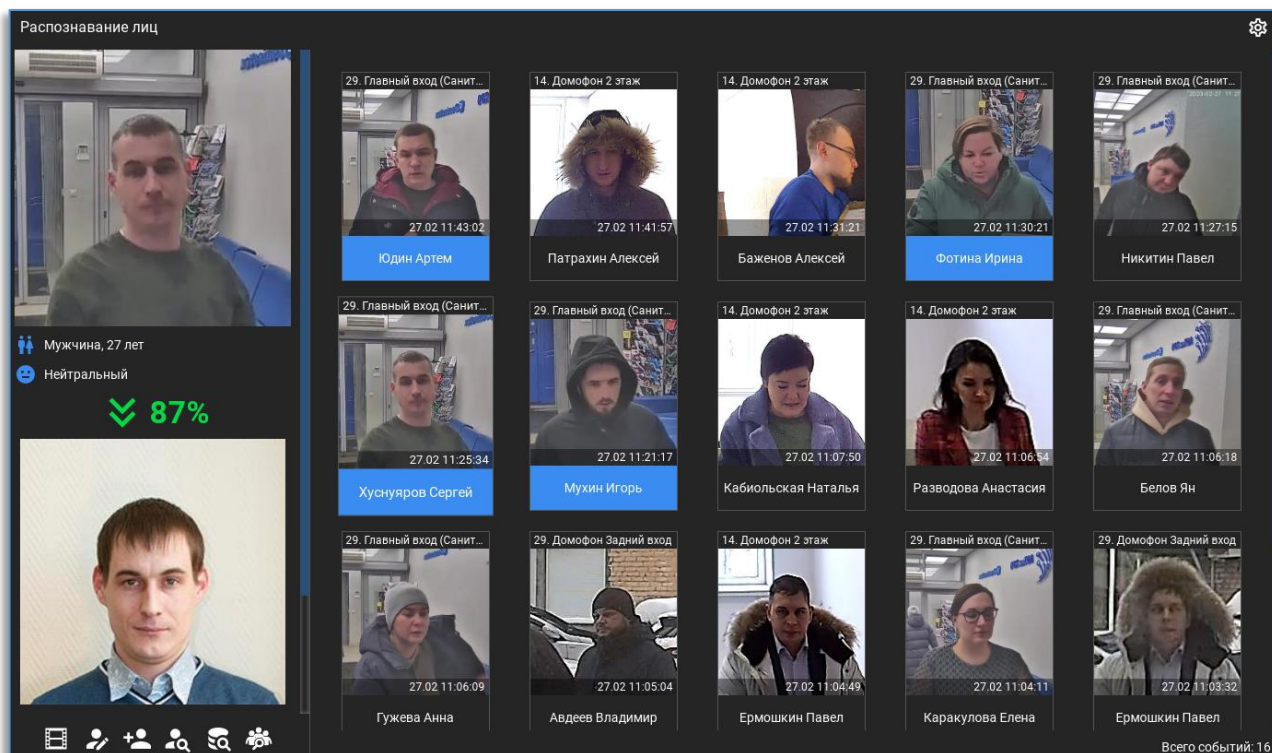 Распознавание лиц
Мужчина, 27 лет
Нейтральный
87%
29. Главный вход (Санит...
27.02 11:43:02
Юдин Артем
14. Домофон 2 этаж
27.02 11:41:57
Патрахин Алексей
14. Домофон 2 этаж
27.02 11:31:21
Баженов Алексей
29. Главный вход (Санит...
27.02 11:30:21
Фотина Ирина
29. Главный вход (Санит...
27.02 11:27:15
Никитин Павел
29. Главный вход (Санит...
27.02 11:25:34
Хуснуяров Сергей
29. Главный вход (Санит...
27.02 11:21:17
Мухин Игорь
14. Домофон 2 этаж
27.02 11:07:50
Кабиольская Наталья
14. Домофон 2 этаж
27.02 11:06:54
Разводова Анастасия
29. Главный вход (Санит...
27.02 11:06:18
Белов Ян
29. Главный вход (Санит...
27.02 11:06:09
Гужева Анна
29. Домофон Задний вход
27.02 11:05:04
Авдеев Владимир
14. Домофон 2 этаж
27.02 11:04:49
Ермошкин Павел
29. Главный вход (Санит...
27.02 11:04:11
Каракулова Елена
29. Домофон Задний вход
27.02 11:03:32
Ермошкин Павел
Всего событий: 16